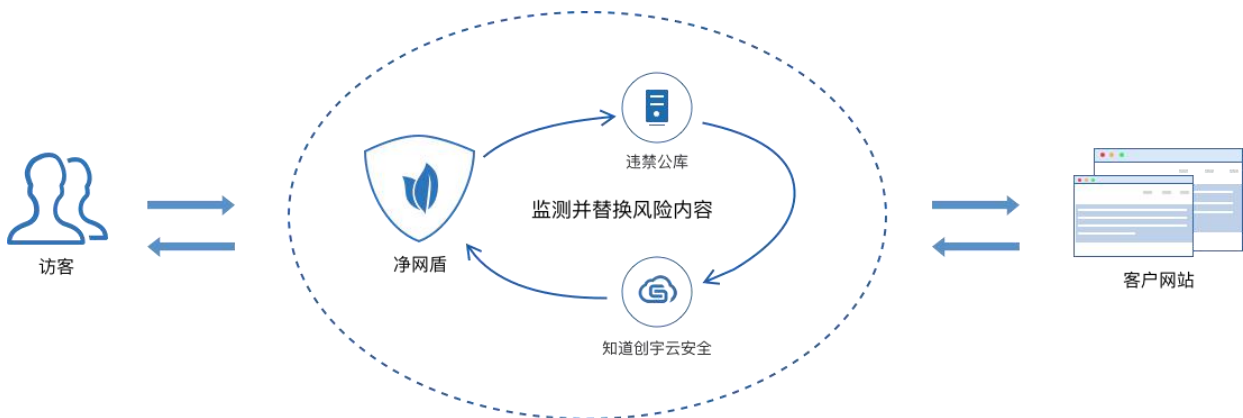 违禁公库
监测并替换风险内容
访客
净网盾
客户网站
知道创宇云安全